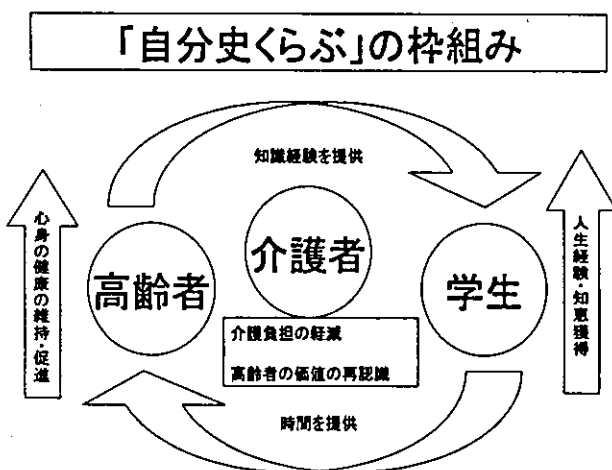 「自分史くらぶ」の枠組み
知識経験を提供
心身の健康の維持・促進
高齢者
介護者
学生
人生経験・知恵獲得
介護負担の軽減
高齢者の価値の再認識
時間を提供